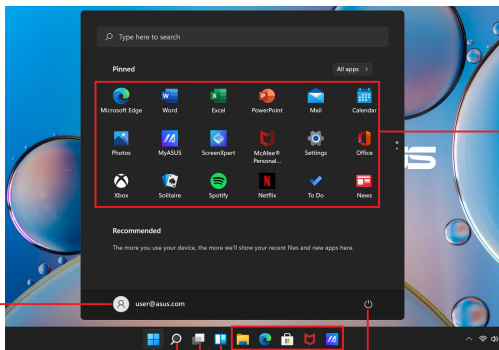 Type here to search
Pinned
All apps >
Microsoft Edge Word Excel PowerPoint Mail Calendar
Photos MyASUS ScreenXpert McAfee® Personal... Settings Office
Xbox Solitaire Spotify Netflix To Do News
Recommended
The more you use your device, the more we'll show your recent files and new apps here.
user@asus.com